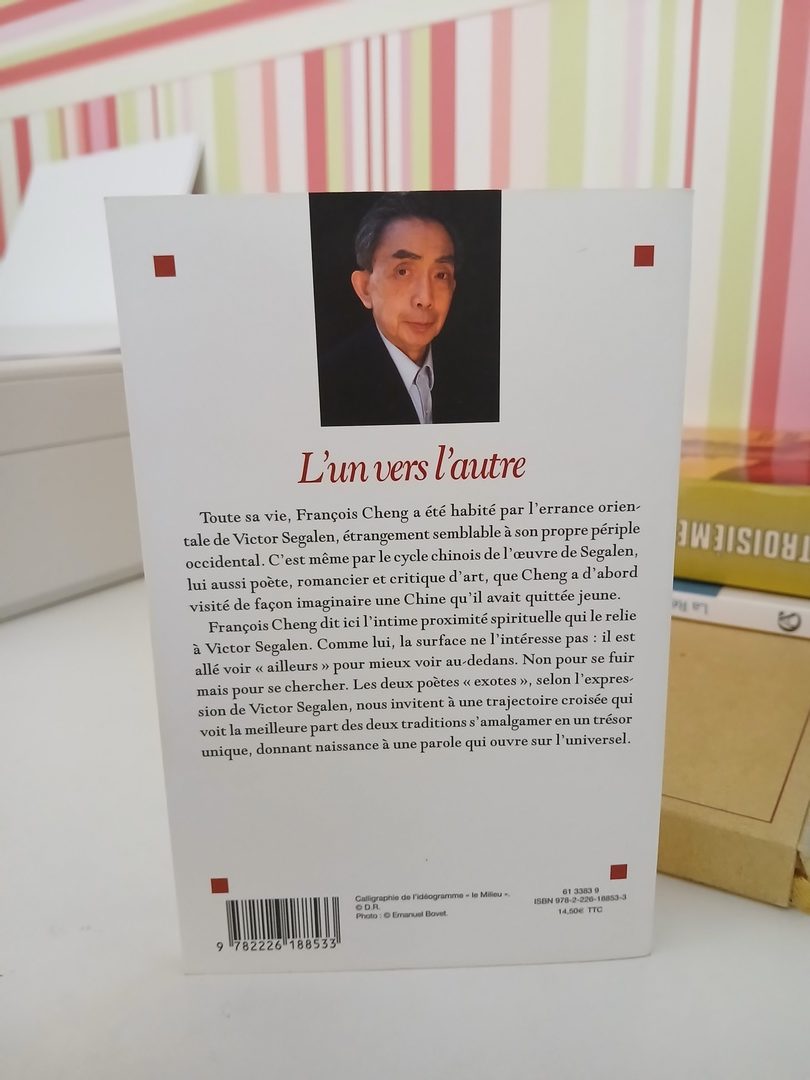 L'un vers l'autre
Toute sa vie, François Cheng a été habité par l'errance orien-
tale de Victor Segalen, étrangement semblable à son propre périple
occidental. C'est même par le cycle chinois de l'œuvre de Segalen,
lui aussi poète, romancier et critique d'art, que Cheng a d'abord
visité de façon imaginaire une Chine qu'il avait quittée jeune.
François Cheng dit ici l'intime proximité spirituelle qui le relie
à Victor Segalen. Comme lui, la surface ne l'intéresse pas : il est
allé voir « ailleurs » pour mieux voir au-dedans. Non pour se fuir
mais pour se chercher. Les deux poètes « exotes », selon l'expres-
sion de Victor Segalen, nous invitent à une trajectoire croisée qui
voit la meilleure part des deux traditions s'amalgamer en un trésor
unique, donnant naissance à une parole qui ouvre sur l'universel.
Calligraphie de l'idéogramme « le Milieu ».
© D.R.
Photo : © Emanuel Bovet.
61 3383 9
ISBN 978-2-226-18853-3
14,50€ TTC
9 782226 188533
TROISIÈME
La Ré